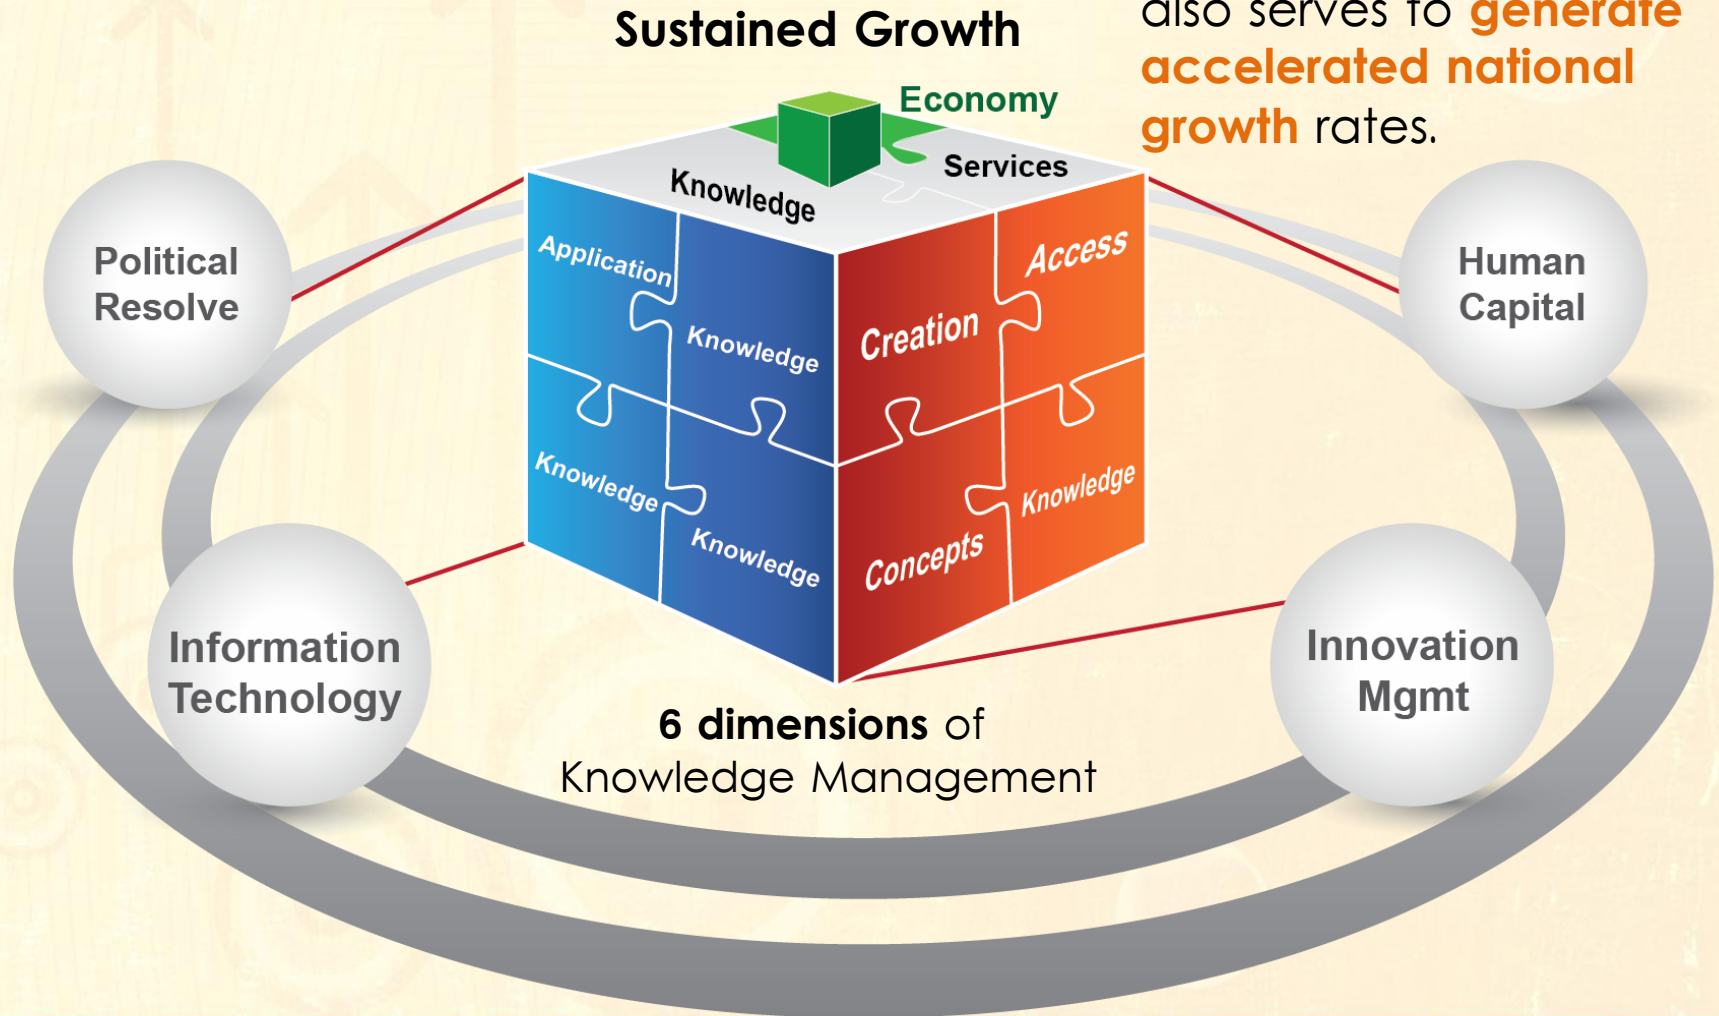 Sustained Growth
also serves to generate
accelerated national
growth rates.
Economy
Services
Knowledge
Political
Resolve
Human
Capital
Application
Knowledge
Knowledge
Knowledge
Creation
Access
Concepts
Knowledge
Information
Technology
Innovation
Mgmt
6 dimensions of
Knowledge Management